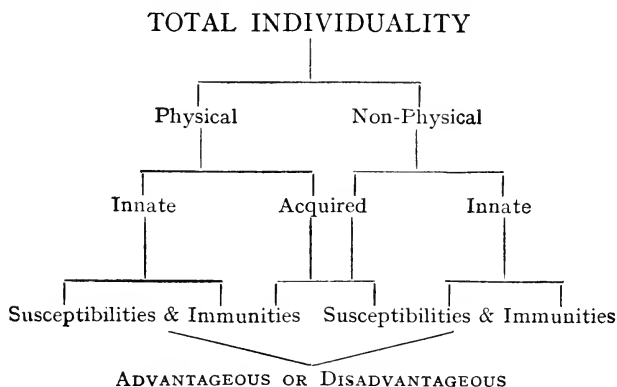 TOTAL INDIVIDUALITY
Physical Non-Physical
Innate Acquired Innate
Susceptibilities & Immunities Susceptibilities & Immunities
ADVANTAGEOUS OR DISADVANTAGEOUS